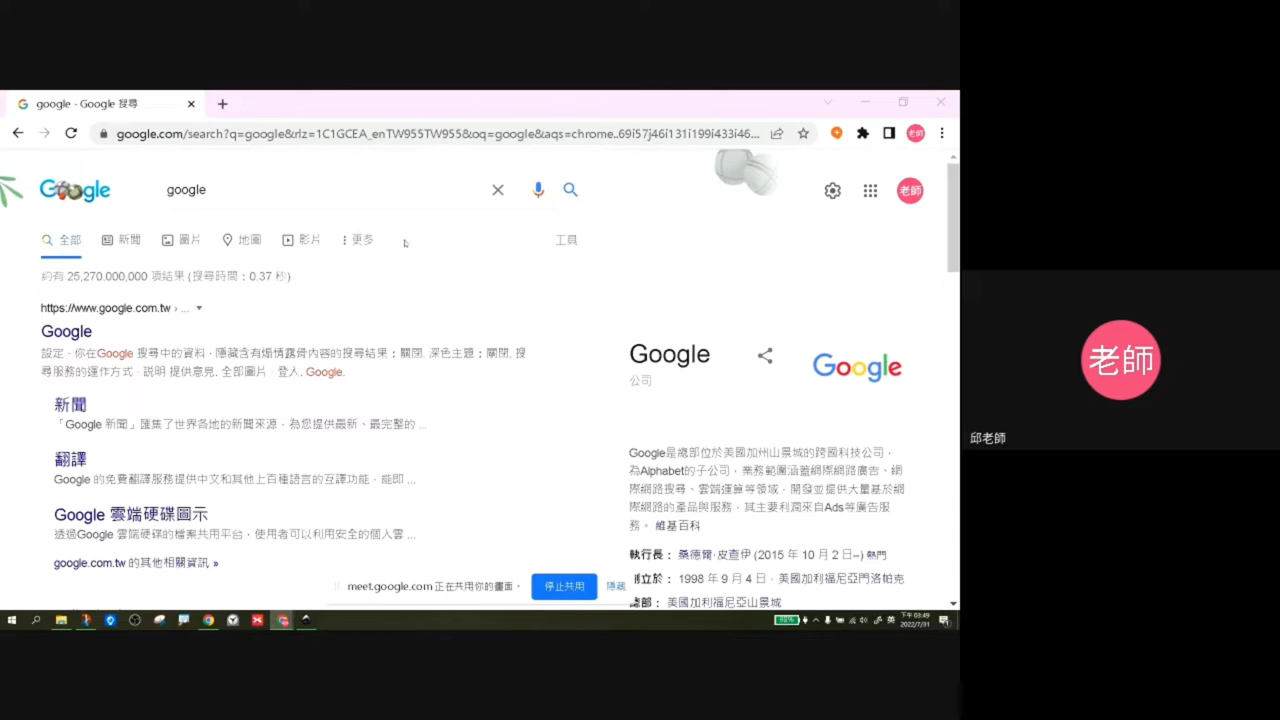 google - Google 搜尋
google.com/search?q=google&rlz=1C1GCEA_enTW955TW955&oq=google&aqs=chrome..69i57j46i131i199i433i46...
老師
Google
google
老師
全部 新聞 圖片 地圖 影片 更多
工具
約有 25,270,000,000 項結果 (搜尋時間：0.37 秒)
https://www.google.com.tw › ...
Google
設定．你在Google 搜尋中的資料．隱藏含有煽情露骨內容的搜尋結果：關閉. 深色主題：關閉. 搜
尋服務的運作方式．説明 提供意見. 全部圖片．登入. Google.
新聞
「Google 新聞」匯集了世界各地的新聞來源，為您提供最新、最完整的 ...
翻譯
Google 的免費翻譯服務提供中文和其他上百種語言的互譯功能，能即 ...
Google 雲端硬碟圖示
透過Google 雲端硬碟的檔案共用平台，使用者可以利用安全的個人雲 ...
google.com.tw 的其他相關資訊 »
Google
公司
Google
Google是總部位於美國加州山景城的跨國科技公司，
為Alphabet的子公司，業務範圍涵蓋網際網路廣告、網
際網路搜尋、雲端運算等领域，開發並提供大量基於網
際網路的產品與服務，其主要利潤來自Ads等廣告服
務。 維基百科
執行長： 桑德爾·皮查伊 (2015 年 10 月 2 日–) 熱門
創立於： 1998 年 9 月 4 日，美國加利福尼亞門洛帕克
總部： 美國加利福尼亞山景城
meet.google.com 正在共用你的畫面。
停止共用
隱藏
英
下午 03:49
2022/7/31
老師
邱老師